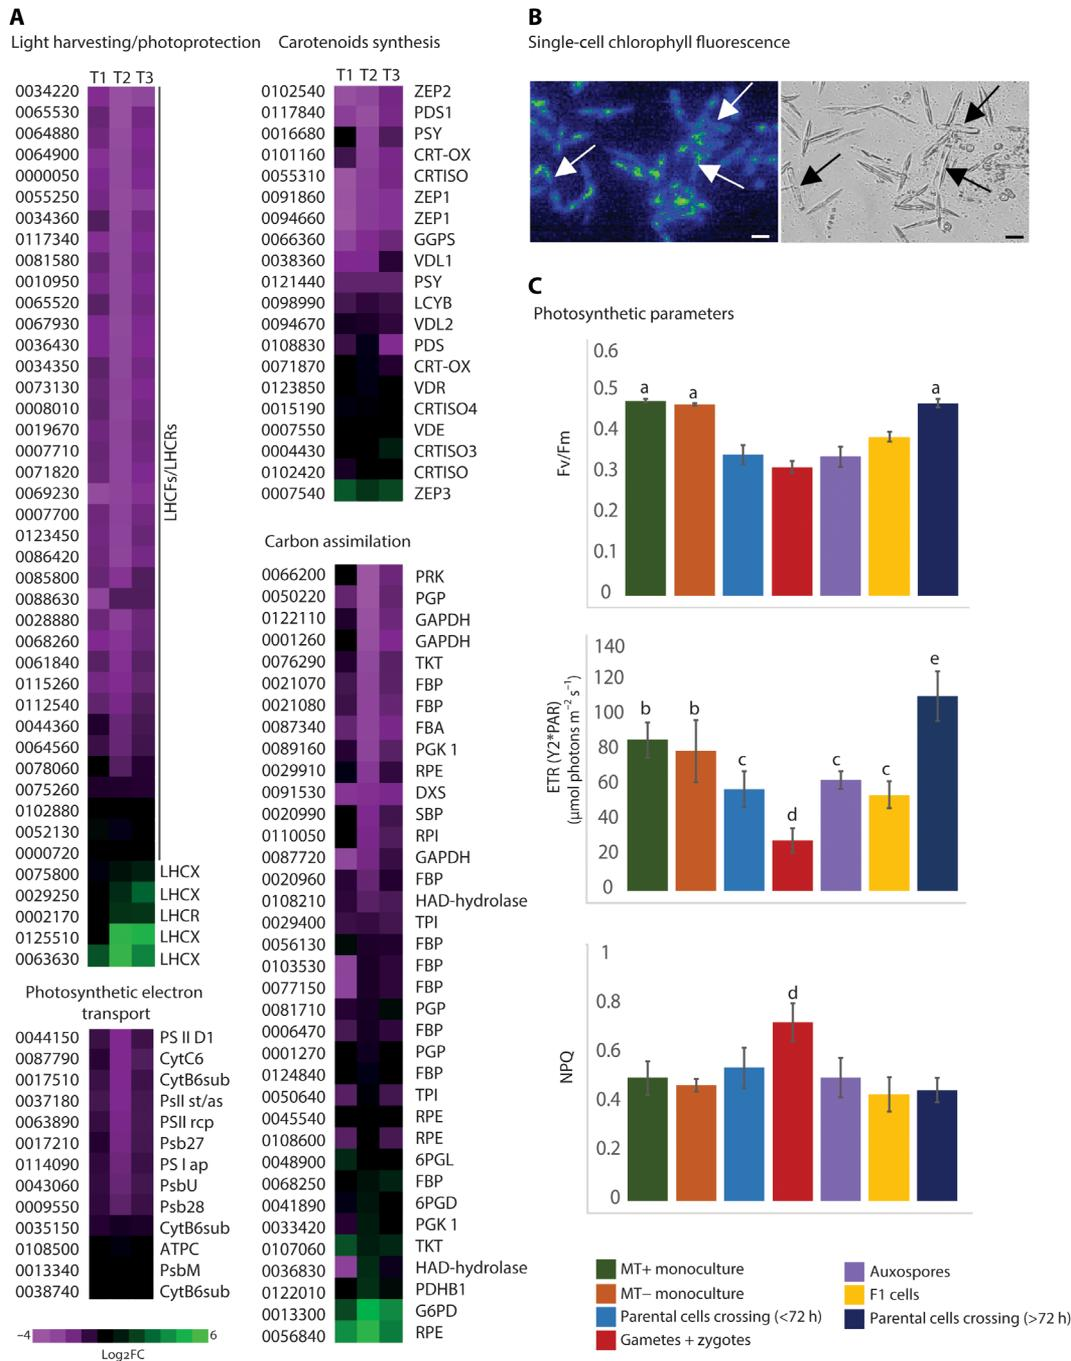 A
Light harvesting/photoprotection
T1 T2 T3
0034220
0065530
0064880
0064900
0000050
0055250
0034360
0117340
0081580
0010950
0065520
0067930
0036430
0034350
0073130
0008010
0019670
0007710
0071820
0069230
0007700
0123450
0086420
0085800
0088630
0028880
0068260
0061840
0115260
0112540
0044360
0064560
0078060
0075260
0102880
0052130
0000720
LHCFs/LHCRs
0075800 LHCX
0029250 LHCX
0002170 LHCR
0125510 LHCX
0063630 LHCX
Photosynthetic electron
transport
0044150 PS II D1
0087790 CytC6
0017510 CytB6sub
0037180 PsII st/as
0063890 PSII rcp
0017210 Psb27
0114090 PS I ap
0043060 PsbU
0009550 Psb28
0035150 CytB6sub
0108500 ATPC
0013340 PsbM
0038740 CytB6sub
−4 6
Log2FC
Carotenoids synthesis
T1 T2 T3
0102540 ZEP2
0117840 PDS1
0016680 PSY
0101160 CRT-OX
0055310 CRTISO
0091860 ZEP1
0094660 ZEP1
0066360 GGPS
0038360 VDL1
0121440 PSY
0098990 LCYB
0094670 VDL2
0108830 PDS
0071870 CRT-OX
0123850 VDR
0015190 CRTISO4
0007550 VDE
0004430 CRTISO3
0102420 CRTISO
0007540 ZEP3
Carbon assimilation
0066200 PRK
0050220 PGP
0122110 GAPDH
0001260 GAPDH
0076290 TKT
0021070 FBP
0021080 FBP
0087340 FBA
0089160 PGK 1
0029910 RPE
0091530 DXS
0020990 SBP
0110050 RPI
0087720 GAPDH
0020960 FBP
0108210 HAD-hydrolase
0029400 TPI
0056130 FBP
0103530 FBP
0077150 FBP
0081710 PGP
0006470 FBP
0001270 PGP
0124840 FBP
0050640 TPI
0045540 RPE
0108600 RPE
0048900 6PGL
0068250 FBP
0041890 6PGD
0033420 PGK 1
0107060 TKT
0036830 HAD-hydrolase
0122010 PDHB1
0013300 G6PD
0056840 RPE
B
Single-cell chlorophyll fluorescence
C
Photosynthetic parameters
Fv/Fm
0.6
0.5
0.4
0.3
0.2
0.1
0
a a a
ETR (Y2*PAR)
(µmol photons m−2 s−1)
140
120
100
80
60
40
20
0
b b c d c c e
NPQ
1
0.8
0.6
0.4
0.2
0
d
MT+ monoculture
MT− monoculture
Parental cells crossing (<72 h)
Gametes + zygotes
Auxospores
F1 cells
Parental cells crossing (>72 h)